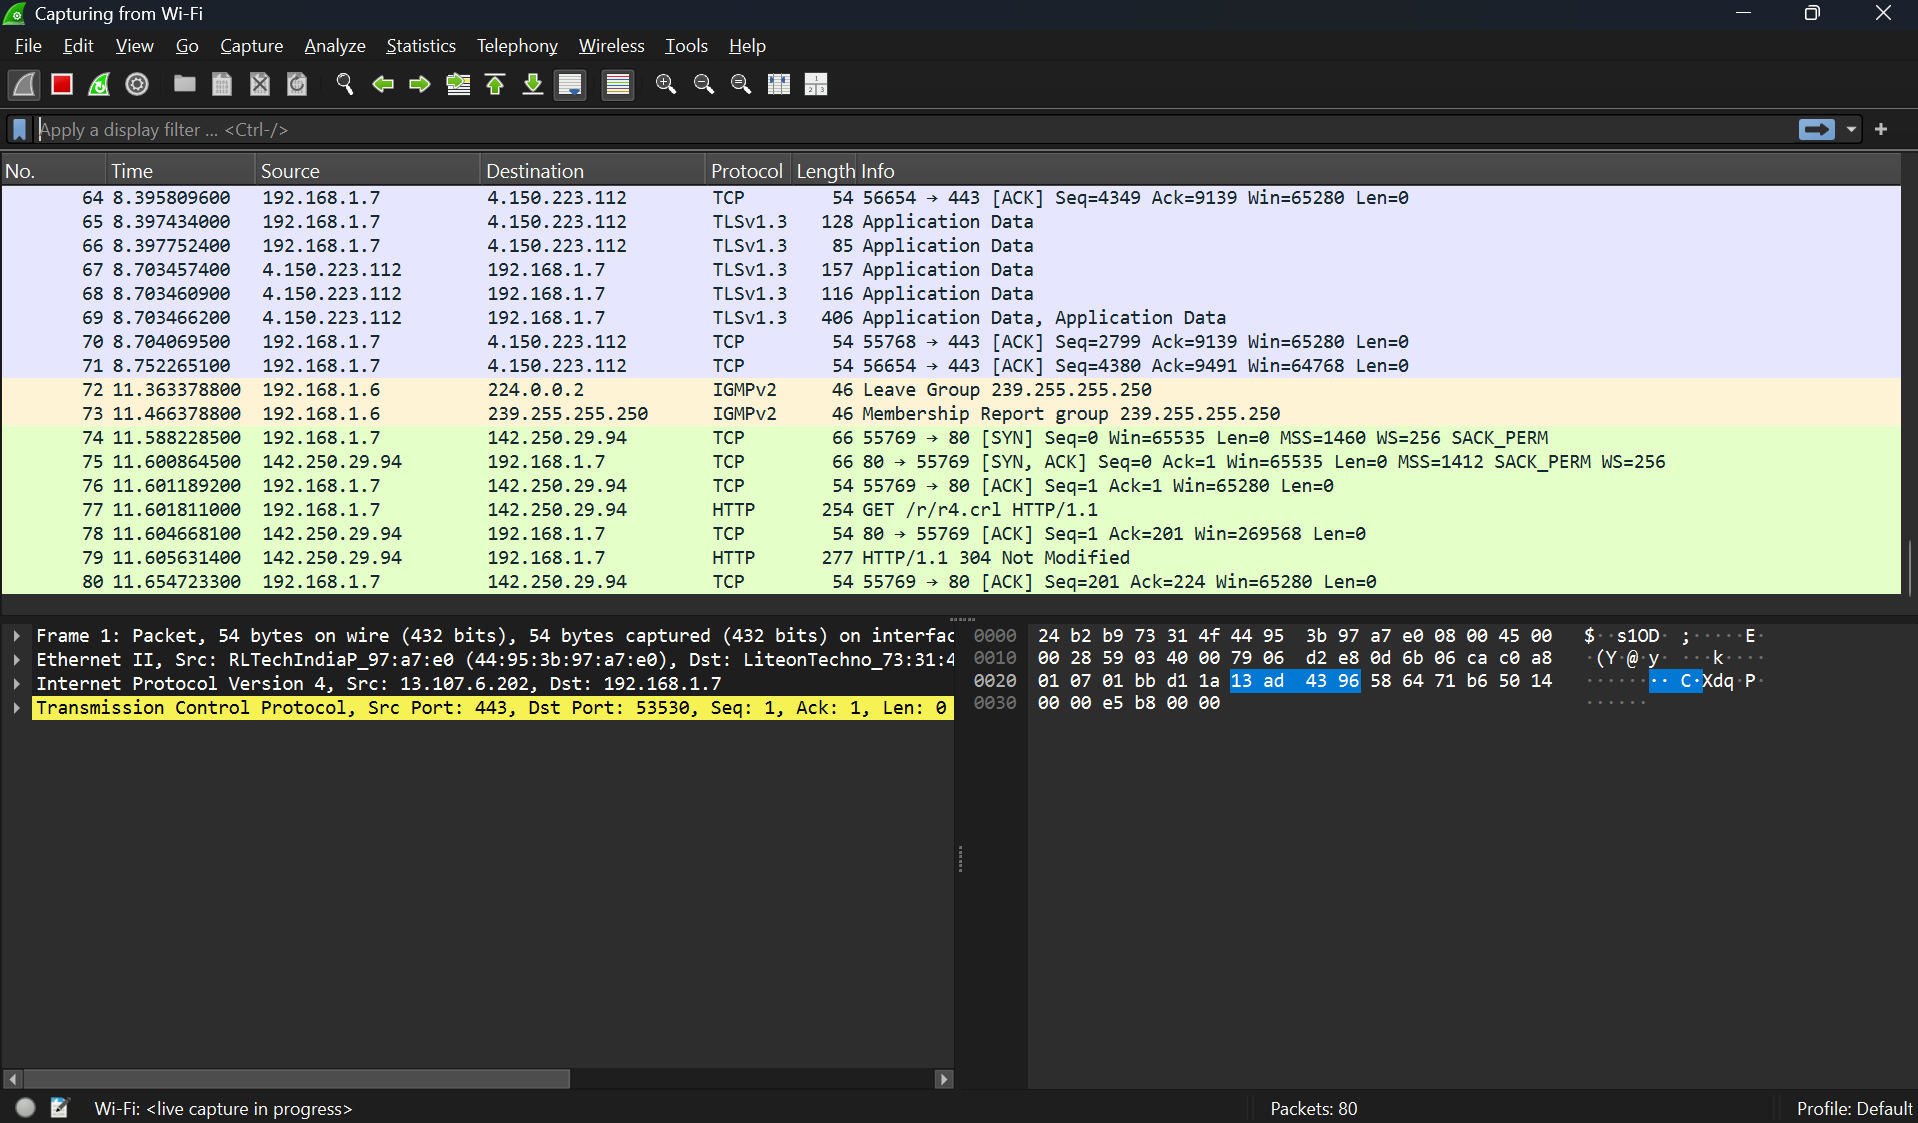 Capturing from Wi-Fi
File Edit View Go Capture Analyze Statistics Telephony Wireless Tools Help
Apply a display filter ... <Ctrl-/>
No. Time Source Destination Protocol Length Info
64 8.395809600 192.168.1.7 4.150.223.112 TCP 54 56654 → 443 [ACK] Seq=4349 Ack=9139 Win=65280 Len=0
65 8.397434000 192.168.1.7 4.150.223.112 TLSv1.3 128 Application Data
66 8.397752400 192.168.1.7 4.150.223.112 TLSv1.3 85 Application Data
67 8.703457400 4.150.223.112 192.168.1.7 TLSv1.3 157 Application Data
68 8.703460900 4.150.223.112 192.168.1.7 TLSv1.3 116 Application Data
69 8.703466200 4.150.223.112 192.168.1.7 TLSv1.3 406 Application Data, Application Data
70 8.704069500 192.168.1.7 4.150.223.112 TCP 54 55768 → 443 [ACK] Seq=2799 Ack=9139 Win=65280 Len=0
71 8.752265100 192.168.1.7 4.150.223.112 TCP 54 56654 → 443 [ACK] Seq=4380 Ack=9491 Win=64768 Len=0
72 11.363378800 192.168.1.6 224.0.0.2 IGMPv2 46 Leave Group 239.255.255.250
73 11.466378800 192.168.1.6 239.255.255.250 IGMPv2 46 Membership Report group 239.255.255.250
74 11.588228500 192.168.1.7 142.250.29.94 TCP 66 55769 → 80 [SYN] Seq=0 Win=65535 Len=0 MSS=1460 WS=256 SACK_PERM
75 11.600864500 142.250.29.94 192.168.1.7 TCP 66 80 → 55769 [SYN, ACK] Seq=0 Ack=1 Win=65535 Len=0 MSS=1412 SACK_PERM WS=256
76 11.601189200 192.168.1.7 142.250.29.94 TCP 54 55769 → 80 [ACK] Seq=1 Ack=1 Win=65280 Len=0
77 11.601811000 192.168.1.7 142.250.29.94 HTTP 254 GET /r/r4.crl HTTP/1.1
78 11.604668100 142.250.29.94 192.168.1.7 TCP 54 80 → 55769 [ACK] Seq=1 Ack=201 Win=269568 Len=0
79 11.605631400 142.250.29.94 192.168.1.7 HTTP 277 HTTP/1.1 304 Not Modified
80 11.654723300 192.168.1.7 142.250.29.94 TCP 54 55769 → 80 [ACK] Seq=201 Ack=224 Win=65280 Len=0
Frame 1: Packet, 54 bytes on wire (432 bits), 54 bytes captured (432 bits) on interfac
Ethernet II, Src: RLTechIndiaP_97:a7:e0 (44:95:3b:97:a7:e0), Dst: LiteonTechno_73:31:4
Internet Protocol Version 4, Src: 13.107.6.202, Dst: 192.168.1.7
Transmission Control Protocol, Src Port: 443, Dst Port: 53530, Seq: 1, Ack: 1, Len: 0
0000 24 b2 b9 73 31 4f 44 95 3b 97 a7 e0 08 00 45 00 $··s1OD· ;·····E·
0010 00 28 59 03 40 00 79 06 d2 e8 0d 6b 06 ca c0 a8 ·(Y·@·y· ···k····
0020 01 07 01 bb d1 1a 13 ad 43 96 58 64 71 b6 50 14 ········ C·Xdq·P·
0030 00 00 e5 b8 00 00 ······
Wi-Fi: <live capture in progress>
Packets: 80
Profile: Default